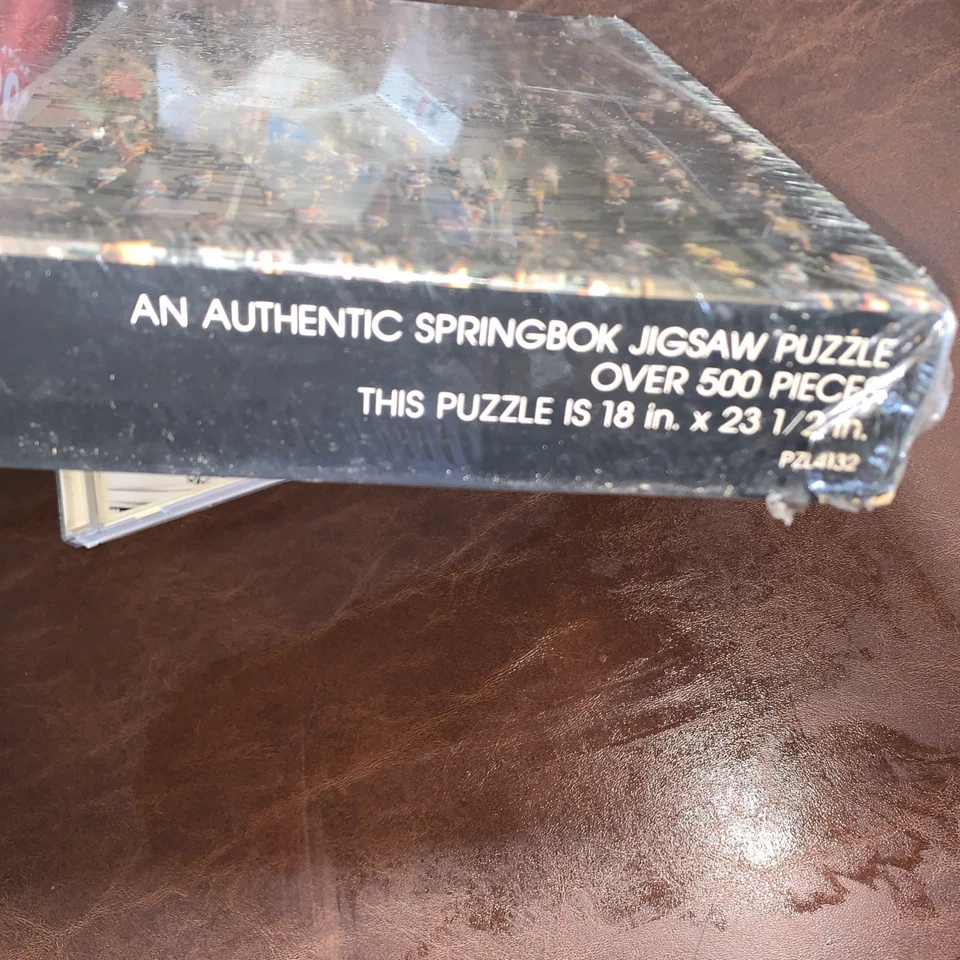 AN AUTHENTIC SPRINGBOK JIGSAW PUZZLE
OVER 500 PIECES
THIS PUZZLE IS 18 in. x 23 1/2 in.
PZL4132